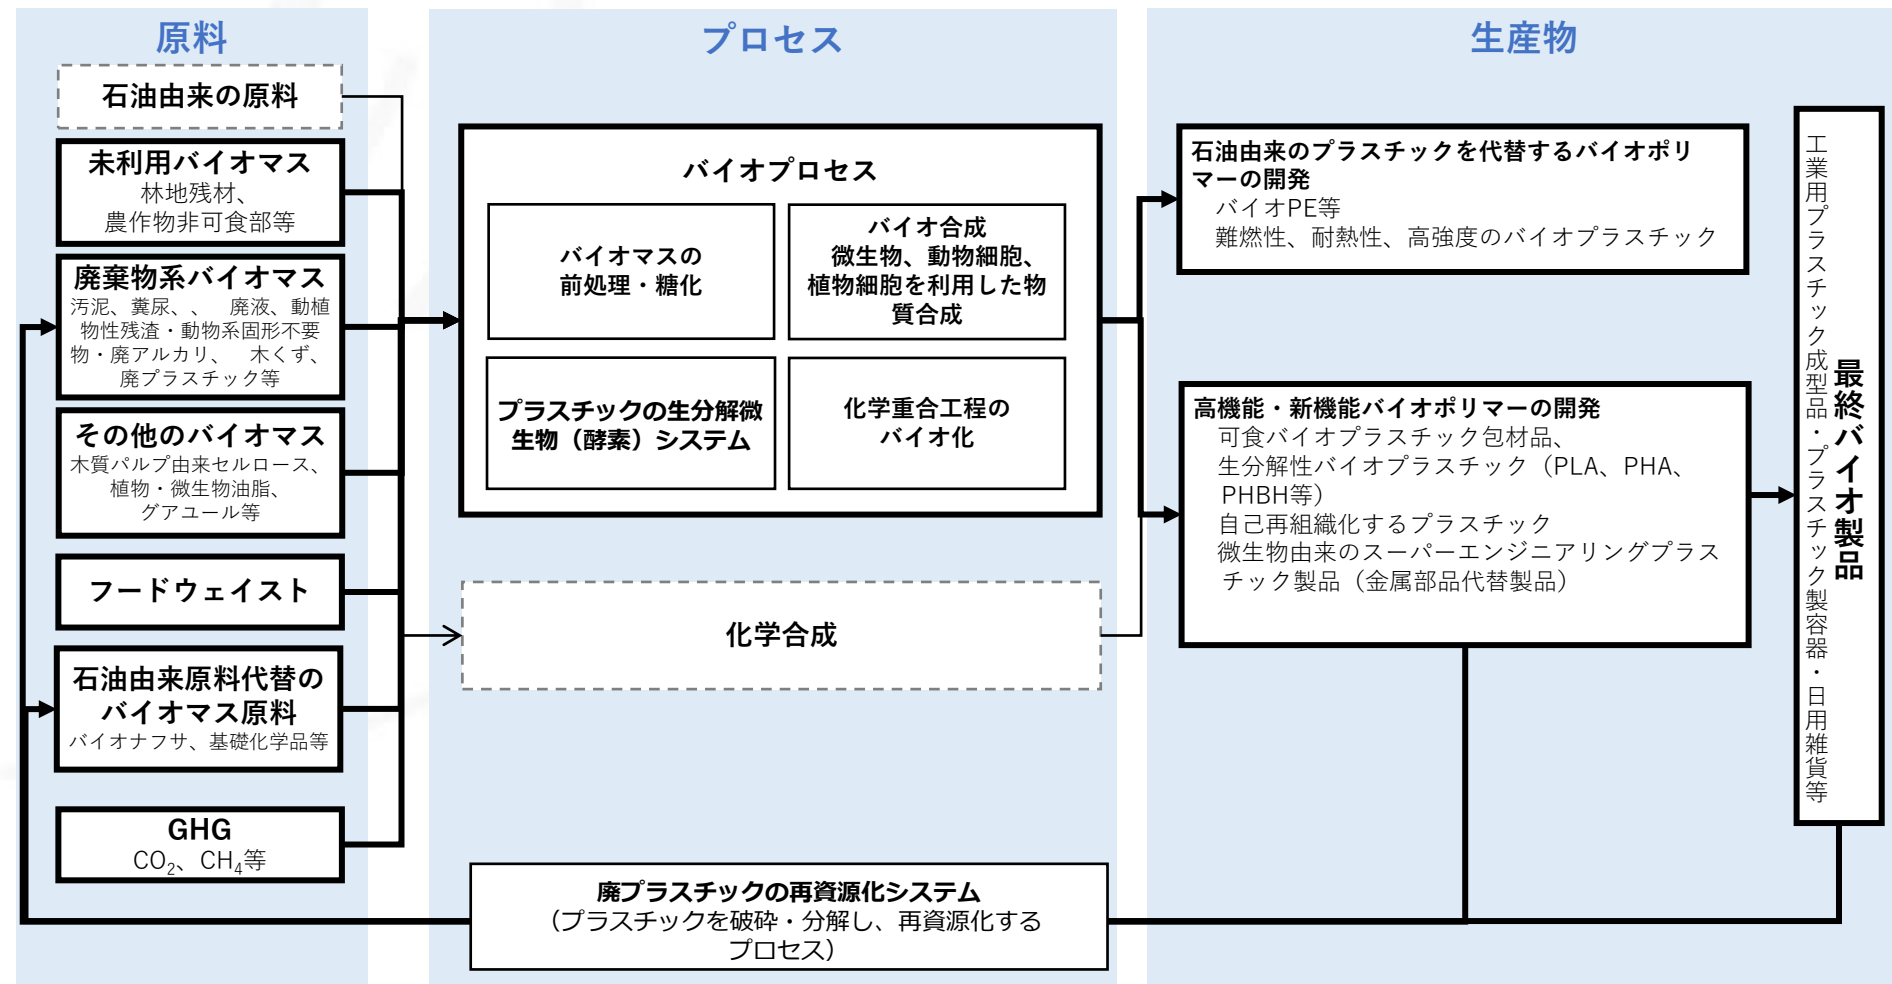 原料
石油由来の原料
未利用バイオマス
林地残材、
農作物非可食部等
廃棄物系バイオマス
汚泥、糞尿、、　廃液、動植
物性残渣・動物系固形不要
物・廃アルカリ、　木くず、
廃プラスチック等
その他のバイオマス
木質パルプ由来セルロース、
植物・微生物油脂、
グアユール等
フードウェイスト
石油由来原料代替の
バイオマス原料
バイオナフサ、基礎化学品等
GHG
CO₂、CH₄等
プロセス
バイオプロセス
バイオマスの
前処理・糖化
バイオ合成
微生物、動物細胞、
植物細胞を利用した物
質合成
プラスチックの生分解微
生物（酵素）システム
化学重合工程の
バイオ化
化学合成
廃プラスチックの再資源化システム
（プラスチックを破砕・分解し、再資源化する
プロセス）
生産物
石油由来のプラスチックを代替するバイオポリ
マーの開発
バイオPE等
難燃性、耐熱性、高強度のバイオプラスチック
高機能・新機能バイオポリマーの開発
可食バイオプラスチック包材品、
生分解性バイオプラスチック（PLA、PHA、
PHBH等）
自己再組織化するプラスチック
微生物由来のスーパーエンジニアリングプラス
チック製品（金属部品代替製品）
最終バイオ製品
工業用プラスチック成型品・プラスチック製容器・日用雑貨等